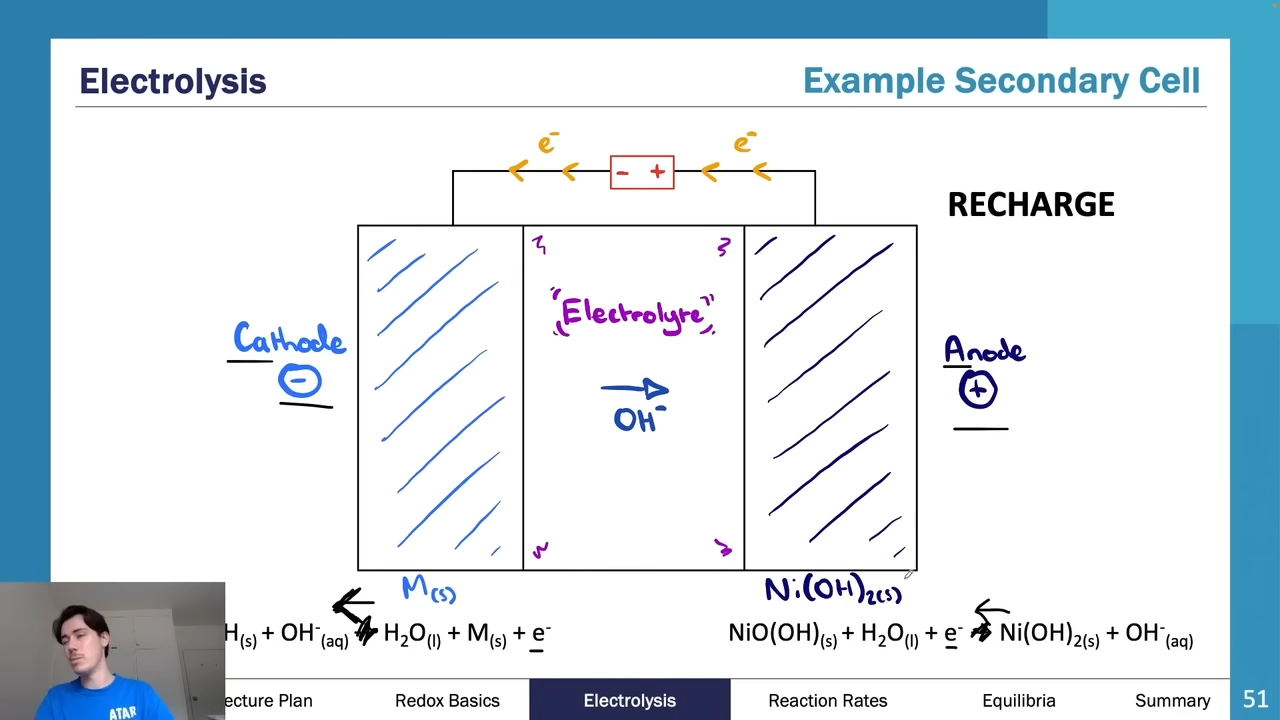 Electrolysis
Example Secondary Cell
e⁻ e⁻
- +
RECHARGE
"Electrolyte"
Cathode
-
Anode
+
OH⁻
M(s)
Ni(OH)₂(s)
H(s) + OH⁻(aq) H₂O(l) + M(s) + e⁻
NiO(OH)(s) + H₂O(l) + e⁻ Ni(OH)₂(s) + OH⁻(aq)
ATAR
ecture Plan
Redox Basics
Electrolysis
Reaction Rates
Equilibria
Summary
51